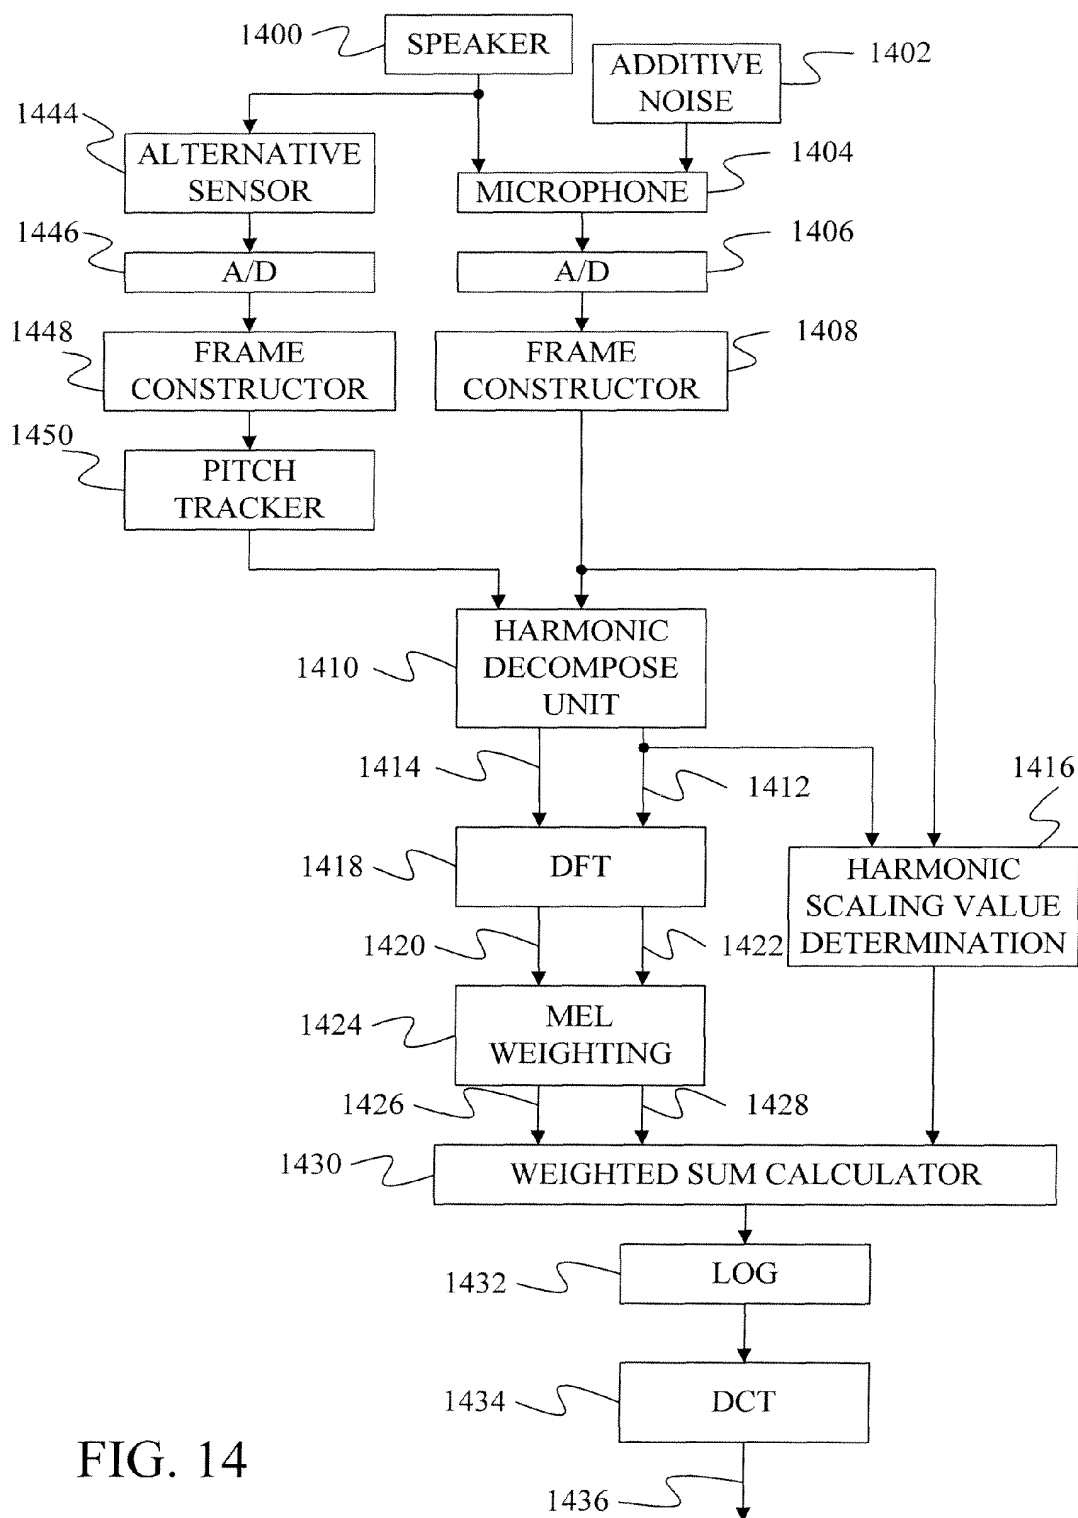 1400
SPEAKER
ADDITIVE
NOISE
1402
1444
ALTERNATIVE
SENSOR
1404
MICROPHONE
1446
A/D
A/D
1406
1448
FRAME
CONSTRUCTOR
FRAME
CONSTRUCTOR
1408
1450
PITCH
TRACKER
1410
HARMONIC
DECOMPOSE
UNIT
1414
1412
1416
1418
DFT
HARMONIC
SCALING VALUE
DETERMINATION
1420
1422
1424
MEL
WEIGHTING
1426
1428
1430
WEIGHTED SUM CALCULATOR
1432
LOG
1434
DCT
FIG. 14
1436